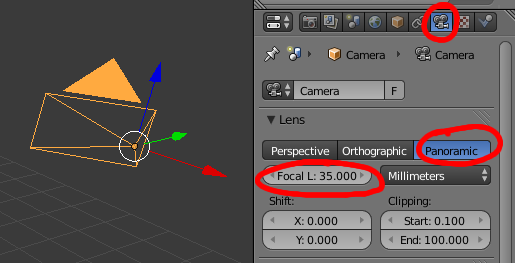 Camera Camera
Camera F
Lens
Perspective Orthographic Panoramic
Focal L: 35.000 Millimeters
Shift: Clipping:
X: 0.000 Start: 0.100
Y: 0.000 End: 100.000